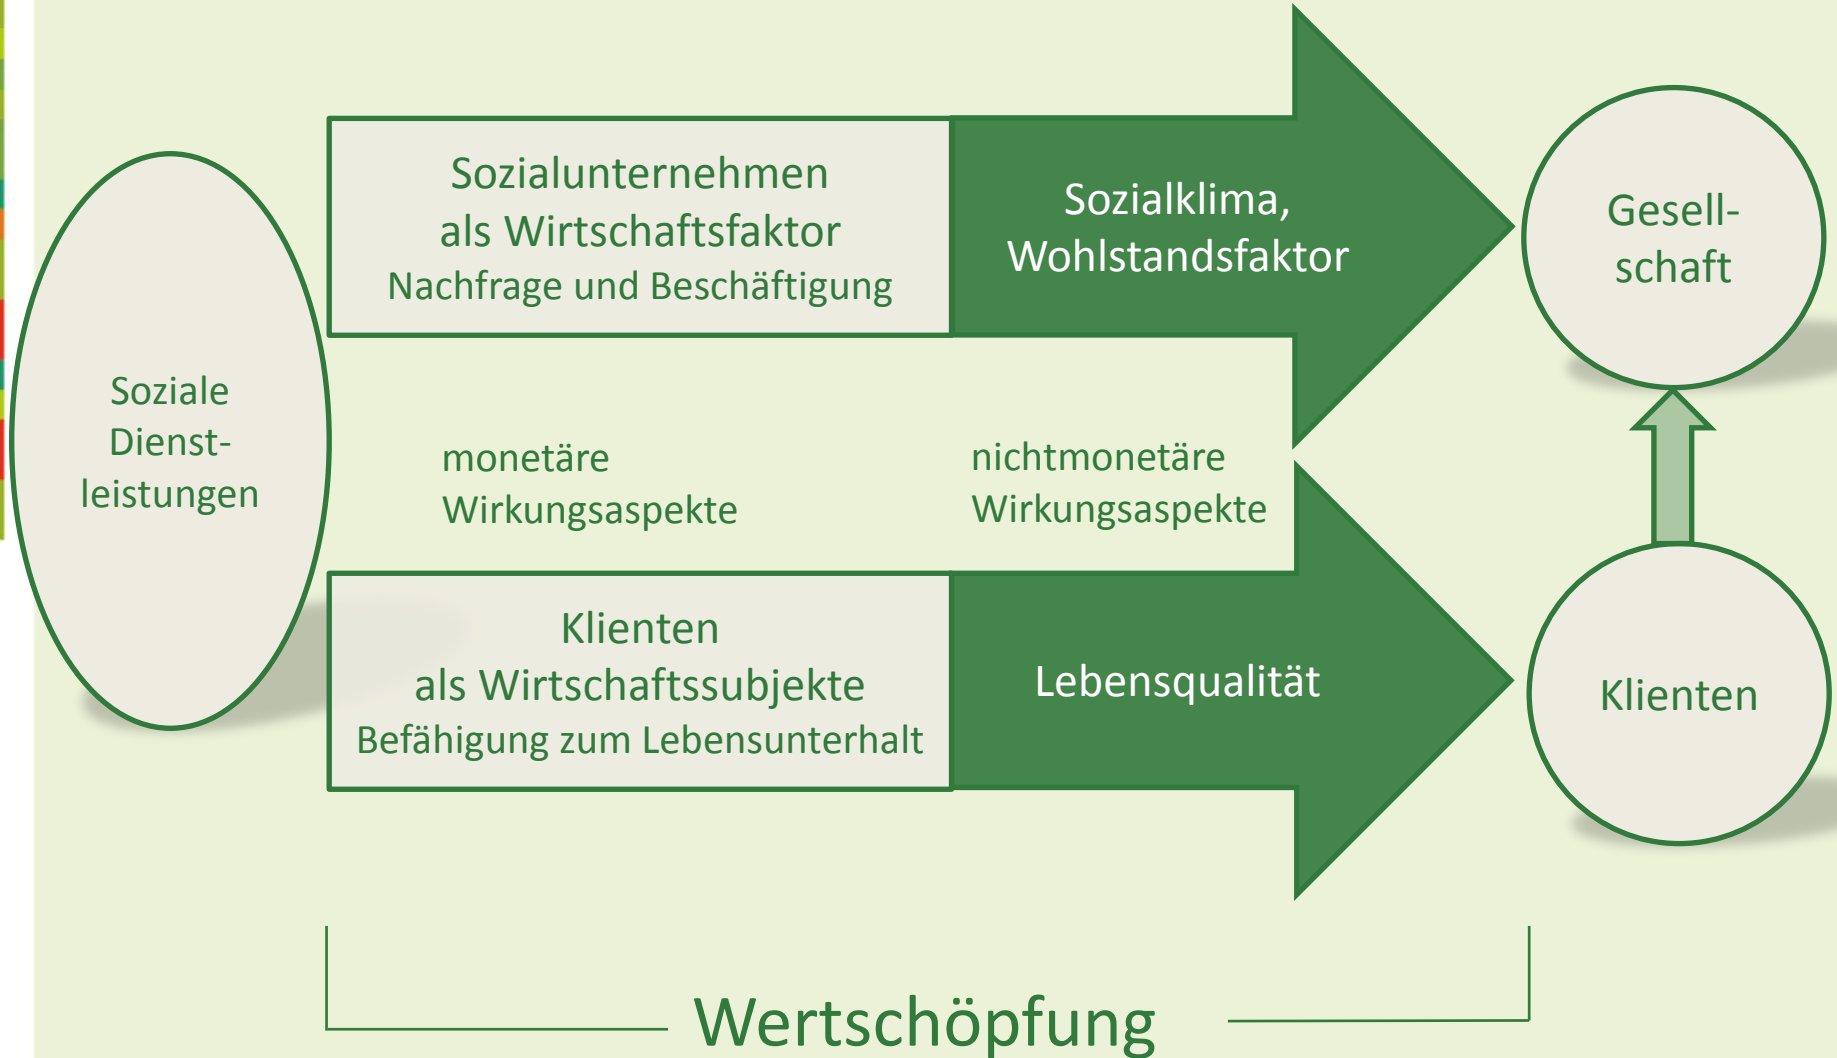 Soziale
Dienst-
leistungen
Sozialunternehmen
als Wirtschaftsfaktor
Nachfrage und Beschäftigung
Sozialklima,
Wohlstandsfaktor
Gesell-
schaft
monetäre
Wirkungsaspekte
nichtmonetäre
Wirkungsaspekte
Klienten
als Wirtschaftssubjekte
Befähigung zum Lebensunterhalt
Lebensqualität
Klienten
Wertschöpfung